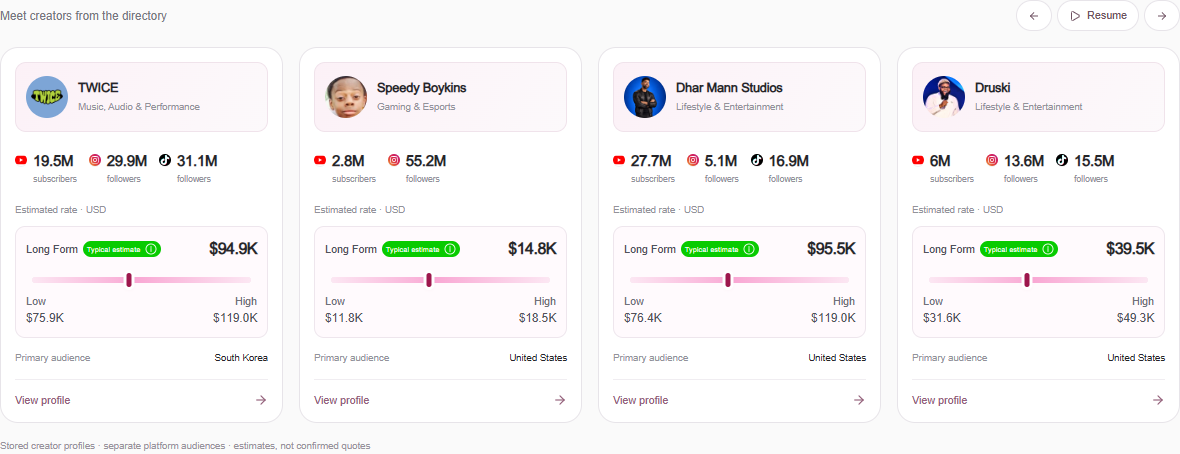 Meet creators from the directory
Resume
TWICE
TWICE
Music, Audio & Performance
19.5M 29.9M 31.1M
subscribers followers followers
Estimated rate · USD
Long Form Typical estimate $94.9K
Low High
$75.9K $119.0K
Primary audience South Korea
View profile
Speedy Boykins
Gaming & Esports
2.8M 55.2M
subscribers followers
Estimated rate · USD
Long Form Typical estimate $14.8K
Low High
$11.8K $18.5K
Primary audience United States
View profile
Dhar Mann Studios
Lifestyle & Entertainment
27.7M 5.1M 16.9M
subscribers followers followers
Estimated rate · USD
Long Form Typical estimate $95.5K
Low High
$76.4K $119.0K
Primary audience United States
View profile
Druski
Lifestyle & Entertainment
6M 13.6M 15.5M
subscribers followers followers
Estimated rate · USD
Long Form Typical estimate $39.5K
Low High
$31.6K $49.3K
Primary audience United States
View profile
Stored creator profiles · separate platform audiences · estimates, not confirmed quotes